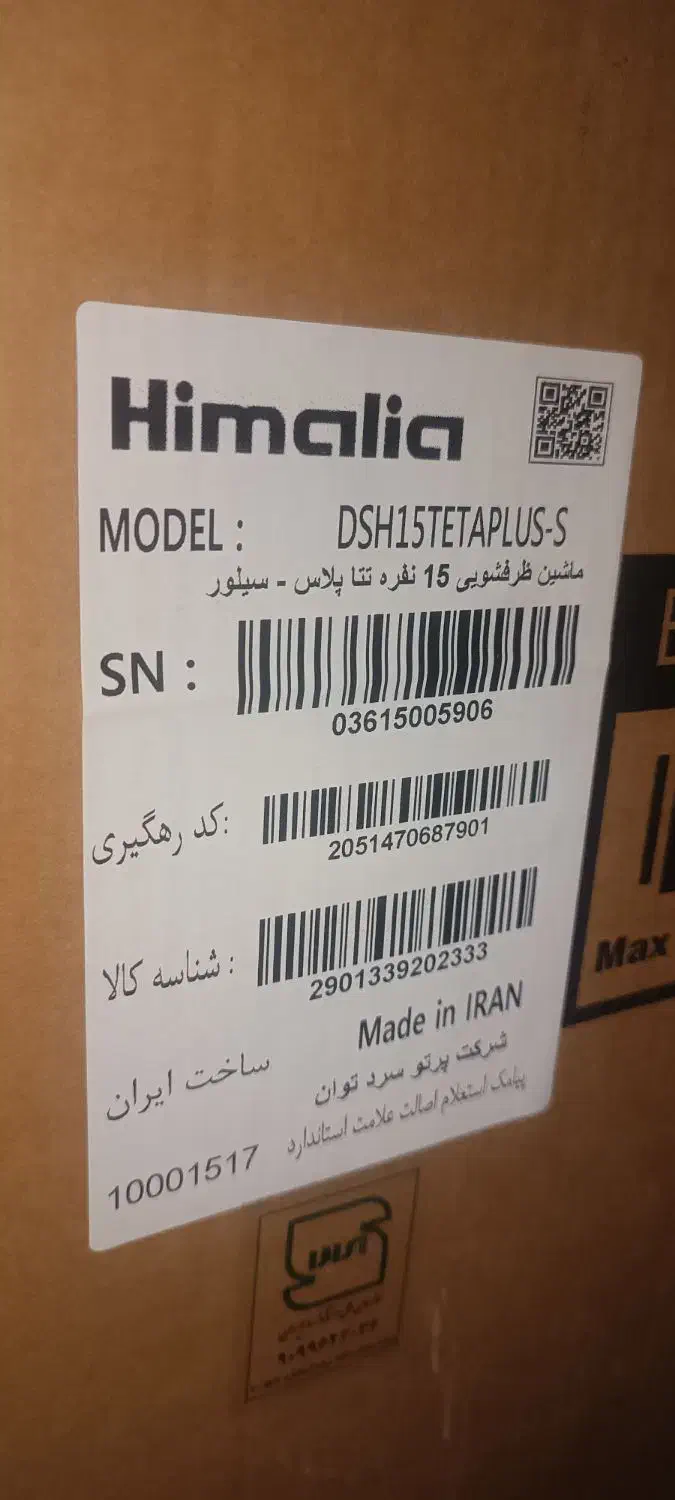 Himalia
MODEL : DSH15TETAPLUS-S
ماشین ظرفشویی 15 نفره تتا پلاس - سیلور
SN :
03615005906
کد رهگیری:
2051470687901
شناسه کالا :
2901339202333
Made in IRAN
ساخت ایران
شرکت پرتو سرد توان
پیامک استعلام اصالت علامت استاندارد
10001517
Max